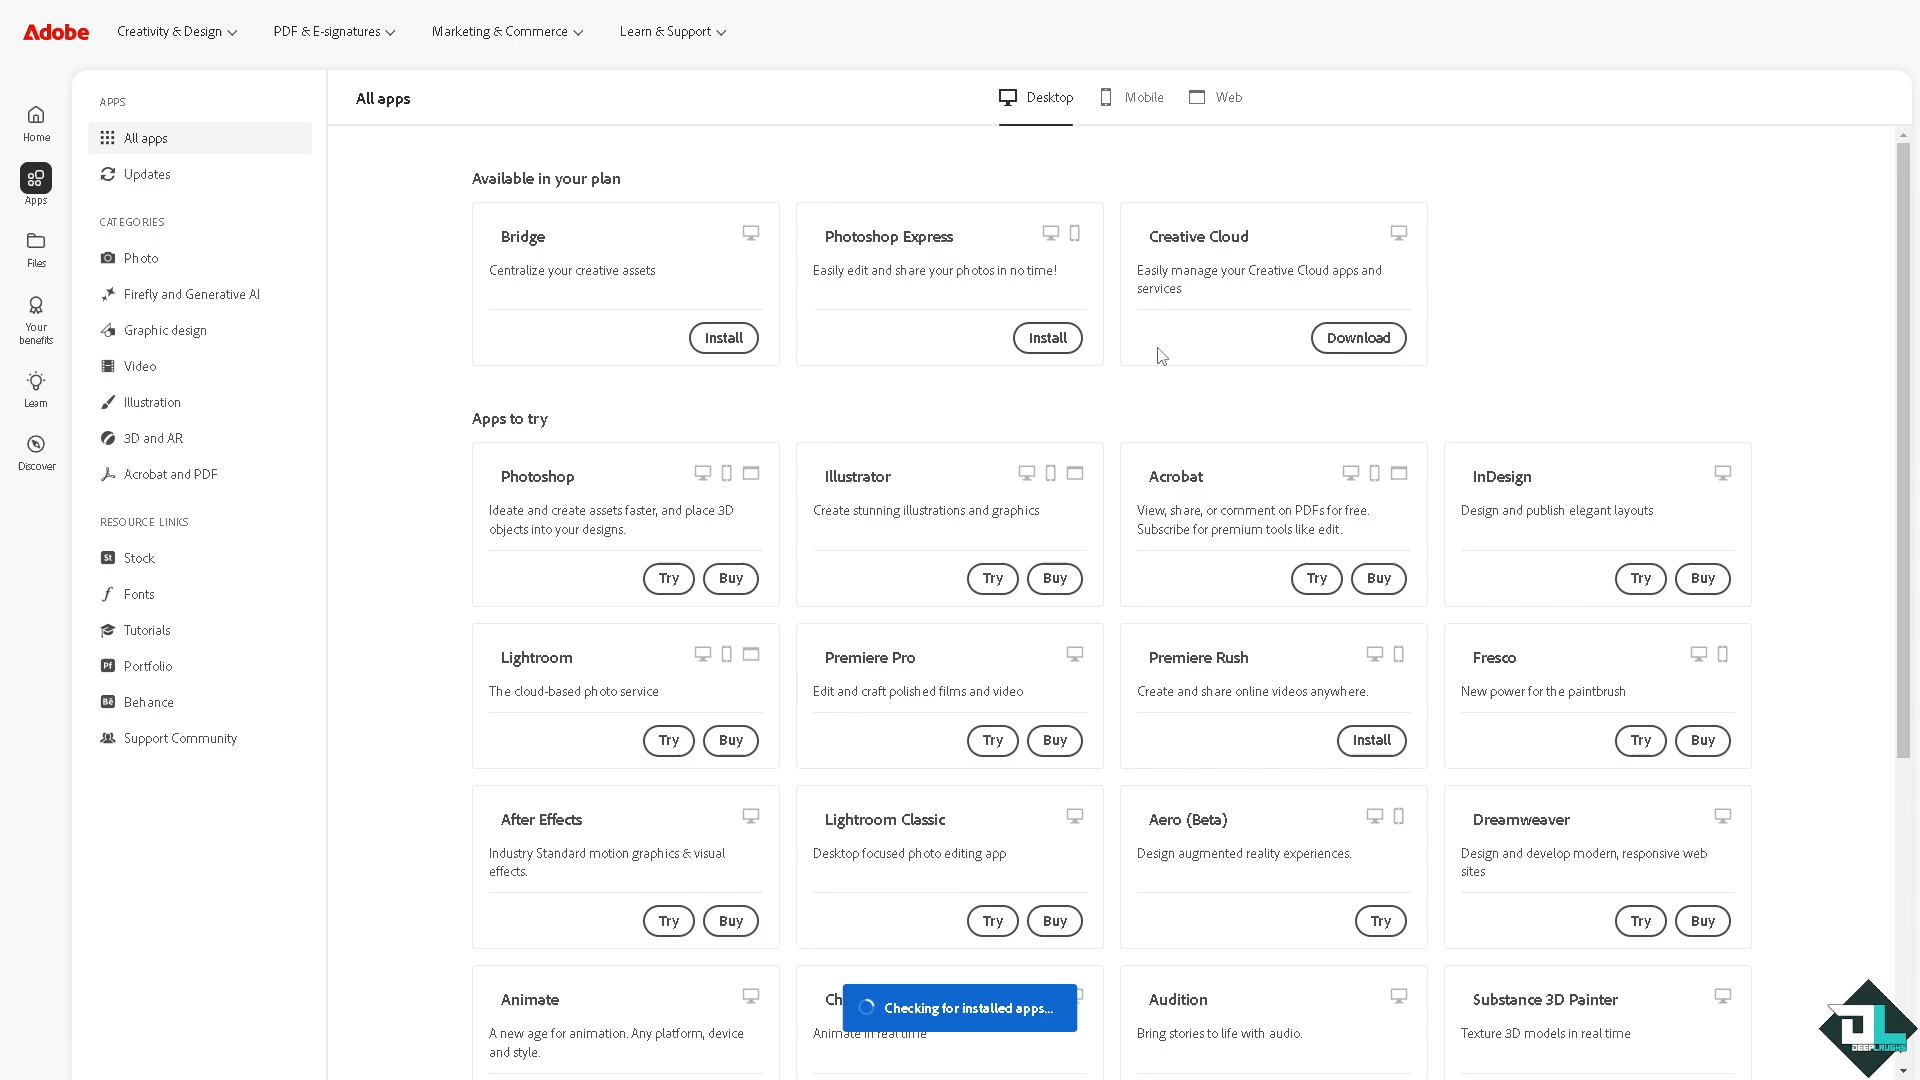 Adobe
Creativity & Design
PDF & E-signatures
Marketing & Commerce
Learn & Support
Home
Apps
Files
Your
benefits
Learn
Discover
APPS
All apps
Updates
CATEGORIES
Photo
Firefly and Generative AI
Graphic design
Video
Illustration
3D and AR
Acrobat and PDF
RESOURCE LINKS
St Stock
Fonts
Tutorials
Pf Portfolio
Bē Behance
Support Community
All apps
Desktop
Mobile
Web
Available in your plan
Bridge
Centralize your creative assets
Install
Photoshop Express
Easily edit and share your photos in no time!
Install
Creative Cloud
Easily manage your Creative Cloud apps and
services
Download
Apps to try
Photoshop
Ideate and create assets faster, and place 3D
objects into your designs.
Try Buy
Illustrator
Create stunning illustrations and graphics
Try Buy
Acrobat
View, share, or comment on PDFs for free.
Subscribe for premium tools like edit.
Try Buy
InDesign
Design and publish elegant layouts
Try Buy
Lightroom
The cloud-based photo service
Try Buy
Premiere Pro
Edit and craft polished films and video
Try Buy
Premiere Rush
Create and share online videos anywhere.
Install
Fresco
New power for the paintbrush
Try Buy
After Effects
Industry Standard motion graphics & visual
effects.
Try Buy
Lightroom Classic
Desktop focused photo editing app
Try Buy
Aero (Beta)
Design augmented reality experiences.
Try
Dreamweaver
Design and develop modern, responsive web
sites
Try Buy
Animate
A new age for animation. Any platform, device
and style.
Ch
Animate in real time
Checking for installed apps...
Audition
Bring stories to life with audio.
Substance 3D Painter
Texture 3D models in real time
DL
DEEPLAUGHS